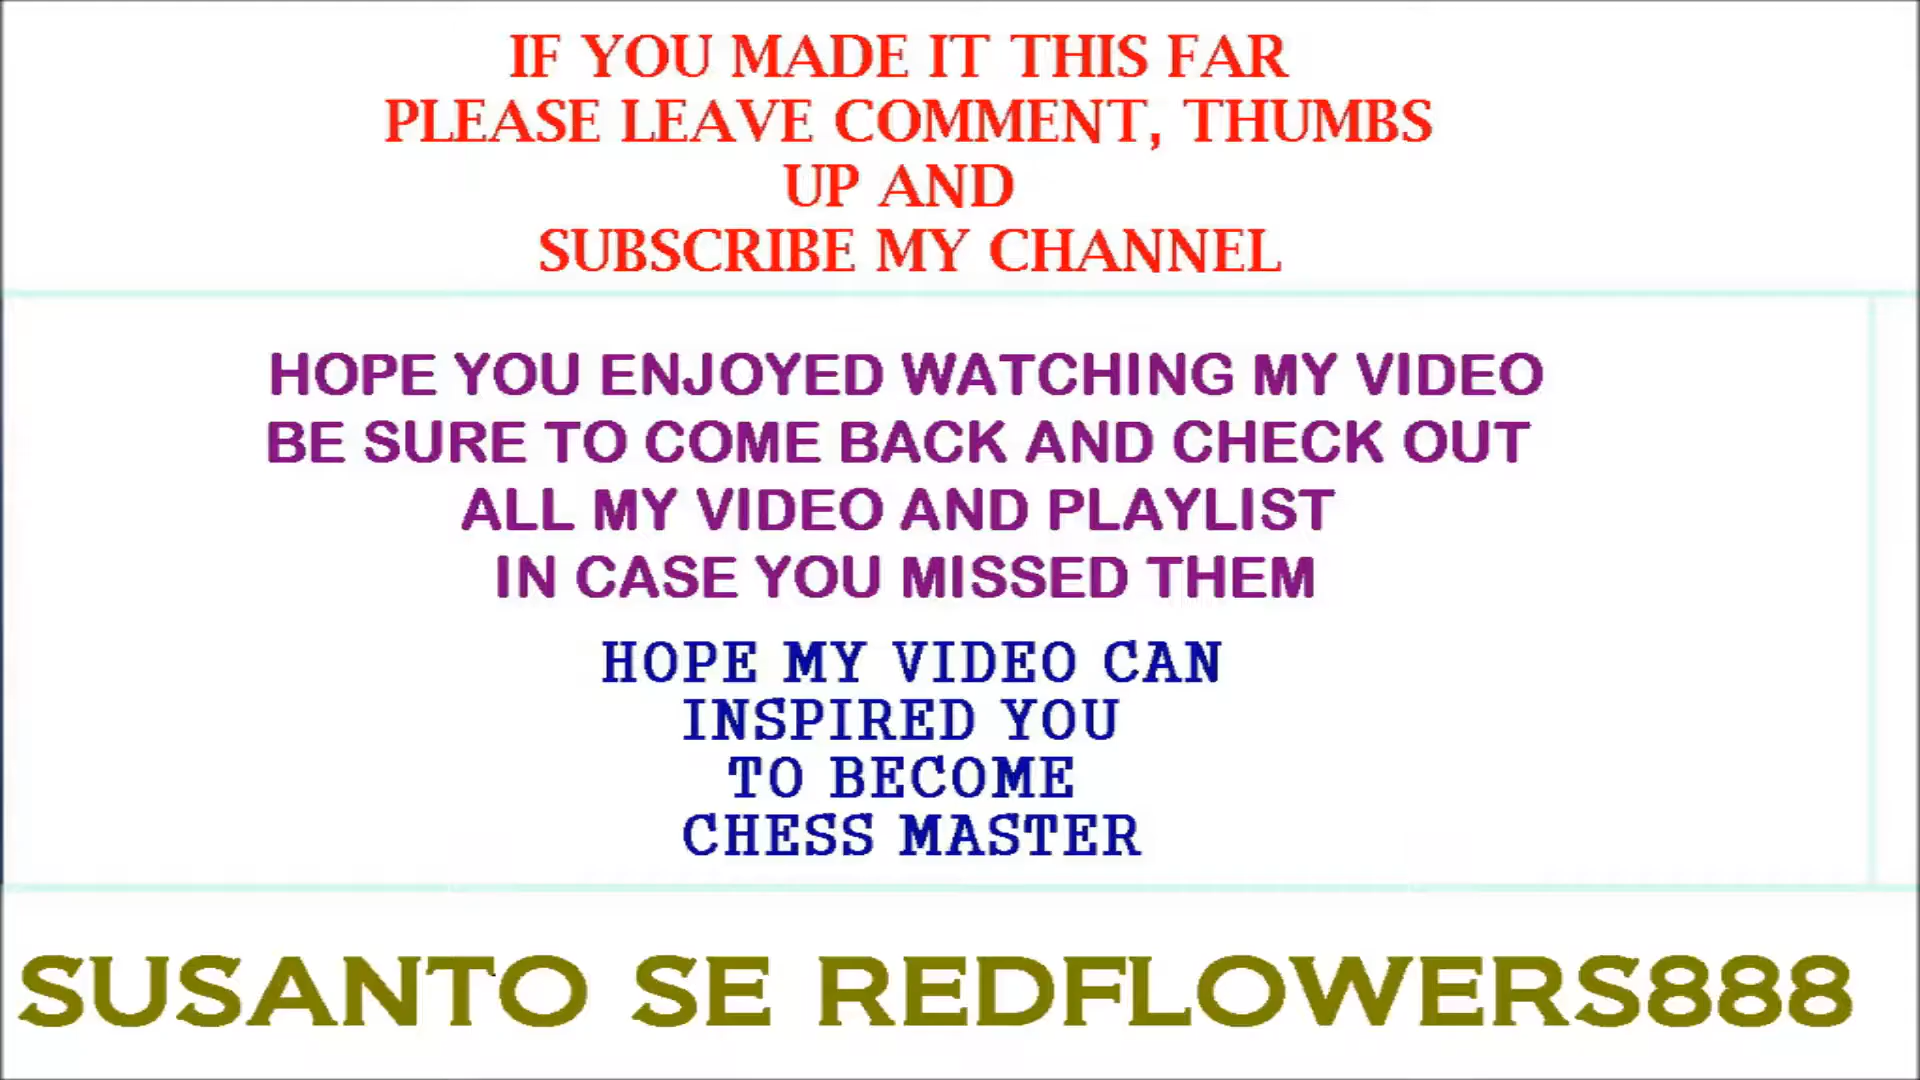 IF YOU MADE IT THIS FAR
PLEASE LEAVE COMMENT, THUMBS
UP AND
SUBSCRIBE MY CHANNEL
HOPE YOU ENJOYED WATCHING MY VIDEO
BE SURE TO COME BACK AND CHECK OUT
ALL MY VIDEO AND PLAYLIST
IN CASE YOU MISSED THEM
HOPE MY VIDEO CAN
INSPIRED YOU
TO BECOME
CHESS MASTER
SUSANTO SE REDFLOWERS888